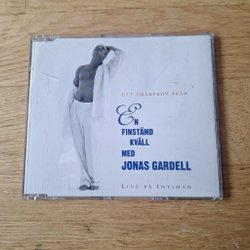 ETT SMAKPROV FRÅN
EN
FINSTÄMD
KVÄLL
MED
JONAS GARDELL
LIVE PÅ INTIMAN